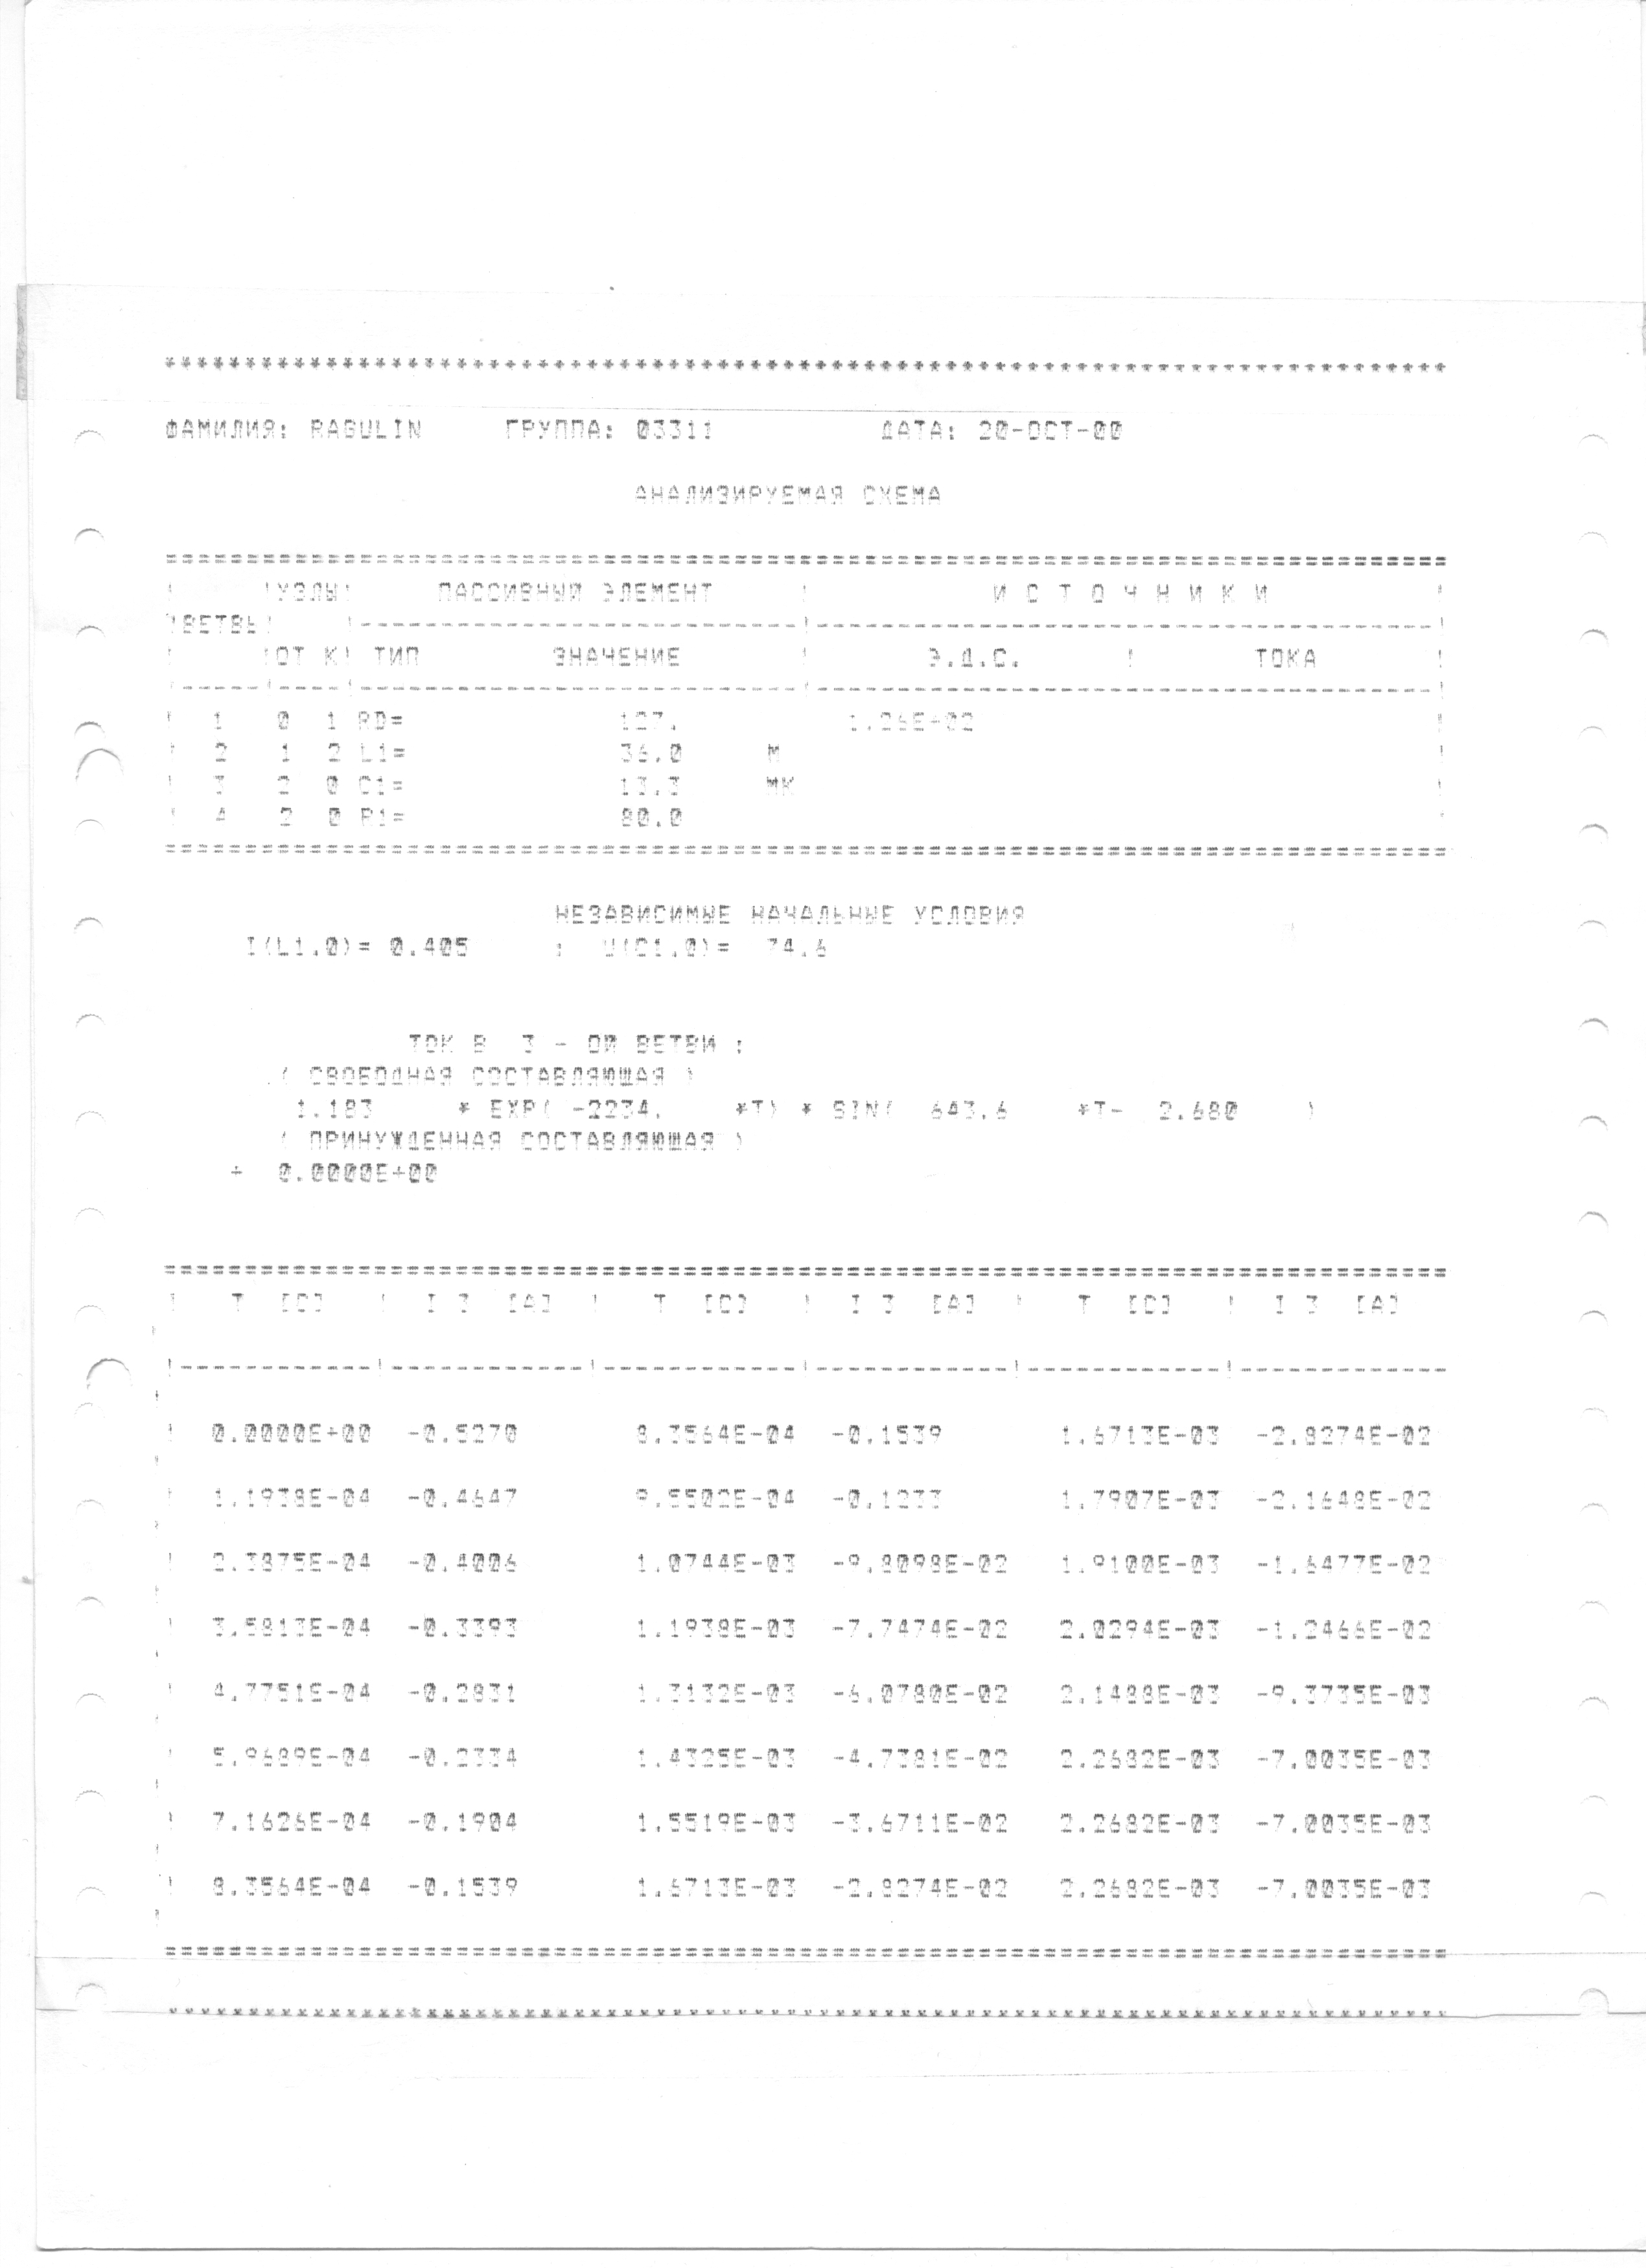 ********************************************************************************
ФАМИЛИЯ: RAGULIN ГРУППА: 03311 ДАТА: 20-OCT-00
АНАЛИЗИРУЕМАЯ СХЕМА
================================================================================
! !УЗЛЫ! ПАССИВНЫЙ ЭЛЕМЕНТ ! И С Т О Ч Н И К И !
!ВЕТВЬ! !----------------------------!---------------------------------------!
! !ОТ К! ТИП ЗНАЧЕНИЕ ! Э.Д.С. ! ТОКА !
!-----!----!----------------------------!---------------------------------------!
! 1 0 1 RD= 127. 1.26E+02 !
! 2 1 2 L1= 36.0 М !
! 3 2 0 C1= 13.3 МК !
! 4 2 0 R1= 80.0 !
================================================================================
НЕЗАВИСИМЫЕ НАЧАЛЬНЫЕ УСЛОВИЯ
I(L1.0)= 0.405 ; U(C1.0)= 74.6
ТОК В 3 - ОЙ ВЕТВИ :
( СВОБОДНАЯ СОСТАВЛЯЮЩАЯ )
1.183 * EXP( -2234. *T) * SIN( 643.6 *T- 2.680 )
( ПРИНУЖДЕННАЯ СОСТАВЛЯЮЩАЯ )
+ 0.0000E+00
================================================================================
! T [C] ! I 3 [A] ! T [C] ! I 3 [A] ! T [C] ! I 3 [A]
!------------!------------!------------!------------!------------!-------------
! 0.0000E+00 -0.5270 8.3564E-04 -0.1539 1.6713E-03 -2.8274E-02
! 1.1938E-04 -0.4647 9.5502E-04 -0.1233 1.7907E-03 -2.1648E-02
! 2.3875E-04 -0.4006 1.0744E-03 -9.8098E-02 1.9100E-03 -1.6477E-02
! 3.5813E-04 -0.3393 1.1938E-03 -7.7474E-02 2.0294E-03 -1.2466E-02
! 4.7751E-04 -0.2831 1.3132E-03 -6.0780E-02 2.1488E-03 -9.3735E-03
! 5.9689E-04 -0.2334 1.4325E-03 -4.7381E-02 2.2682E-03 -7.0035E-03
! 7.1626E-04 -0.1904 1.5519E-03 -3.6711E-02 2.2682E-03 -7.0035E-03
! 8.3564E-04 -0.1539 1.6713E-03 -2.8274E-02 2.2682E-03 -7.0035E-03
================================================================================
********************************************************************************